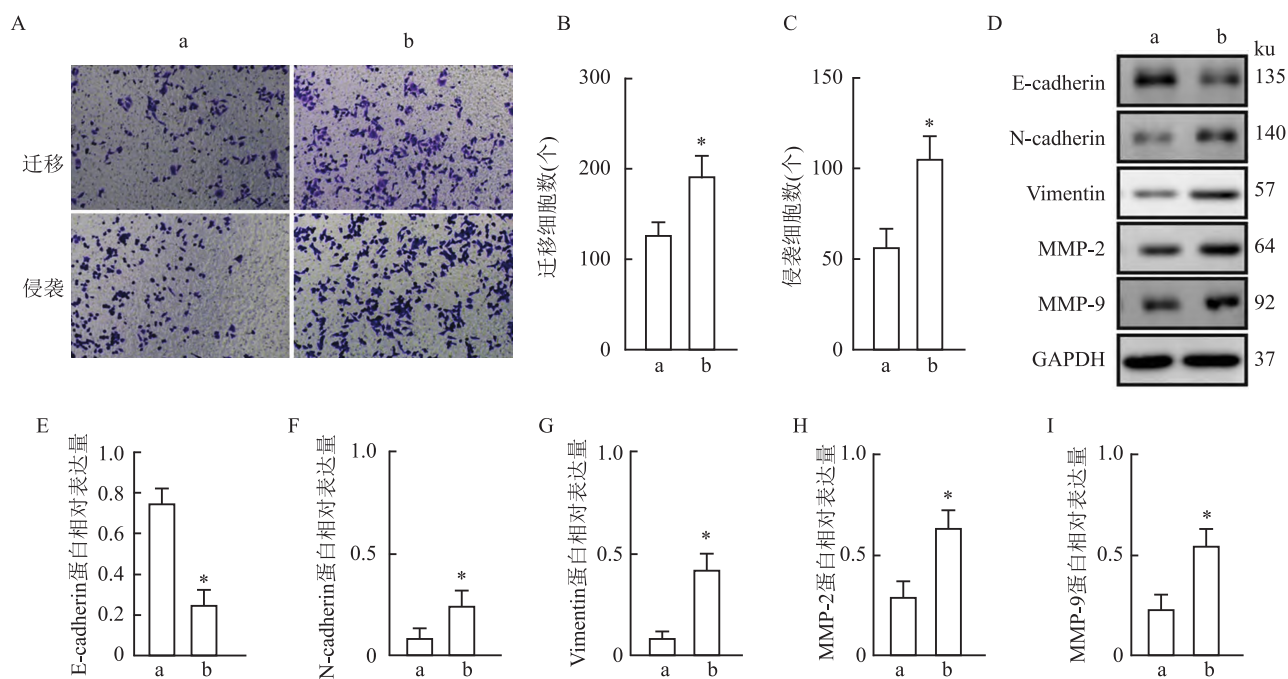 A
a
b
迁移
侵袭
B
迁移细胞数(个)
300
200
100
0
*
a
b
C
侵袭细胞数(个)
150
100
50
0
*
a
b
D
a
b
ku
E-cadherin
135
N-cadherin
140
Vimentin
57
MMP-2
64
MMP-9
92
GAPDH
37
E
E-cadherin蛋白相对表达量
1.0
0.8
0.6
0.4
0.2
0
*
a
b
F
N-cadherin蛋白相对表达量
1.0
0.5
0
*
a
b
G
Vimentin蛋白相对表达量
1.0
0.5
0
*
a
b
H
MMP-2蛋白相对表达量
1.0
0.5
0
*
a
b
I
MMP-9蛋白相对表达量
1.0
0.5
0
*
a
b